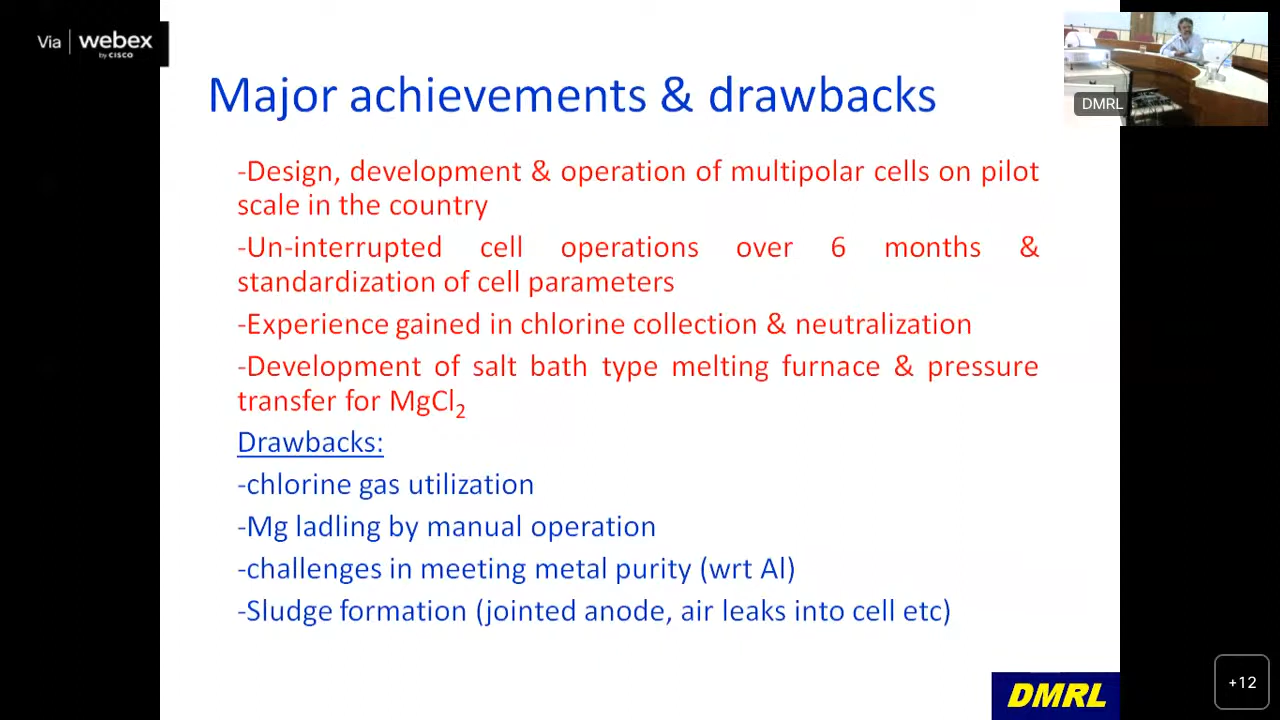 Via | webex
by CISCO
DMRL
Major achievements & drawbacks
-Design, development & operation of multipolar cells on pilot
scale in the country
-Un-interrupted cell operations over 6 months &
standardization of cell parameters
-Experience gained in chlorine collection & neutralization
-Development of salt bath type melting furnace & pressure
transfer for MgCl₂
Drawbacks:
-chlorine gas utilization
-Mg ladling by manual operation
-challenges in meeting metal purity (wrt Al)
-Sludge formation (jointed anode, air leaks into cell etc)
+12
DMRL